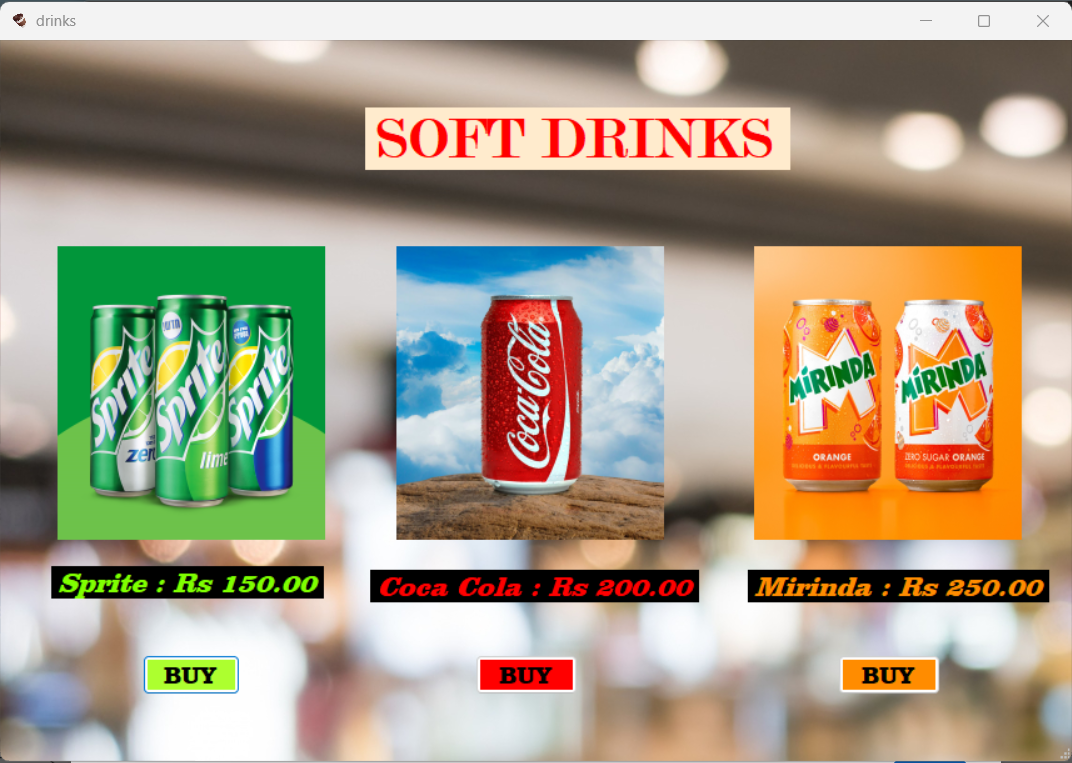 drinks
SOFT DRINKS
Sprite
Sprite
Sprite
zero
lime
Coca-Cola
MiRINDA
ORANGE
MiRINDA
ZERO SUGAR ORANGE
Sprite : Rs 150.00
Coca Cola : Rs 200.00
Mirinda : Rs 250.00
BUY
BUY
BUY